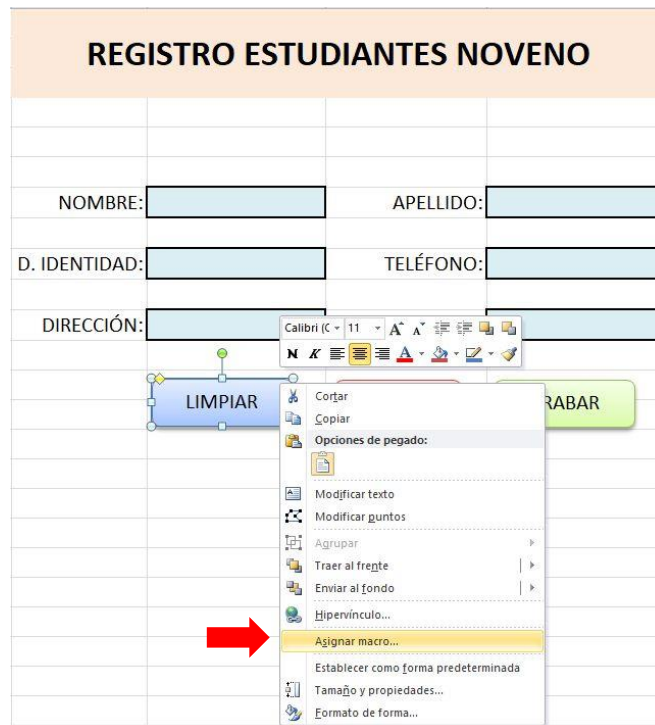 REGISTRO ESTUDIANTES NOVENO
NOMBRE:
APELLIDO:
D. IDENTIDAD:
TELÉFONO:
DIRECCIÓN:
Calibri (C
11
A A
N K A
LIMPIAR
RABAR
Cortar
Copiar
Opciones de pegado:
Modificar texto
Modificar puntos
Agrupar
Traer al frente
Enviar al fondo
Hipervínculo...
Asignar macro...
Establecer como forma predeterminada
Tamaño y propiedades...
Formato de forma...